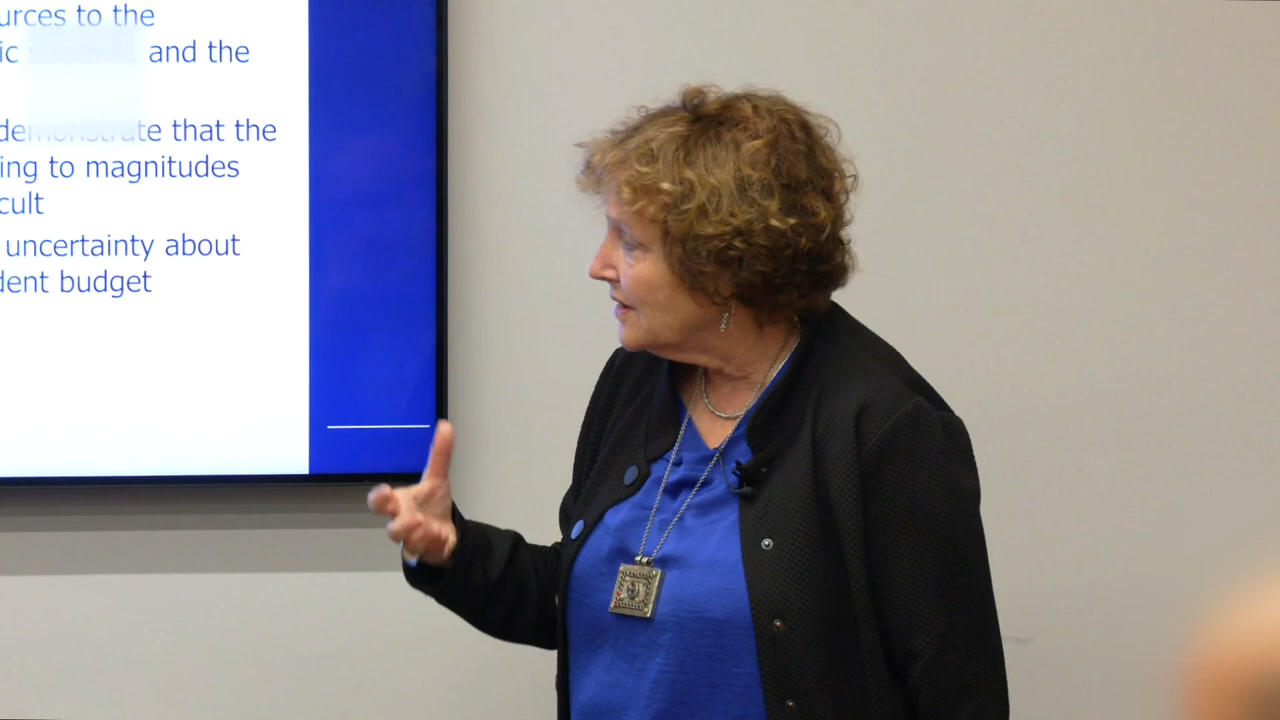 urces to the
ic and the
demonstrate that the
ing to magnitudes
cult
uncertainty about
dent budget